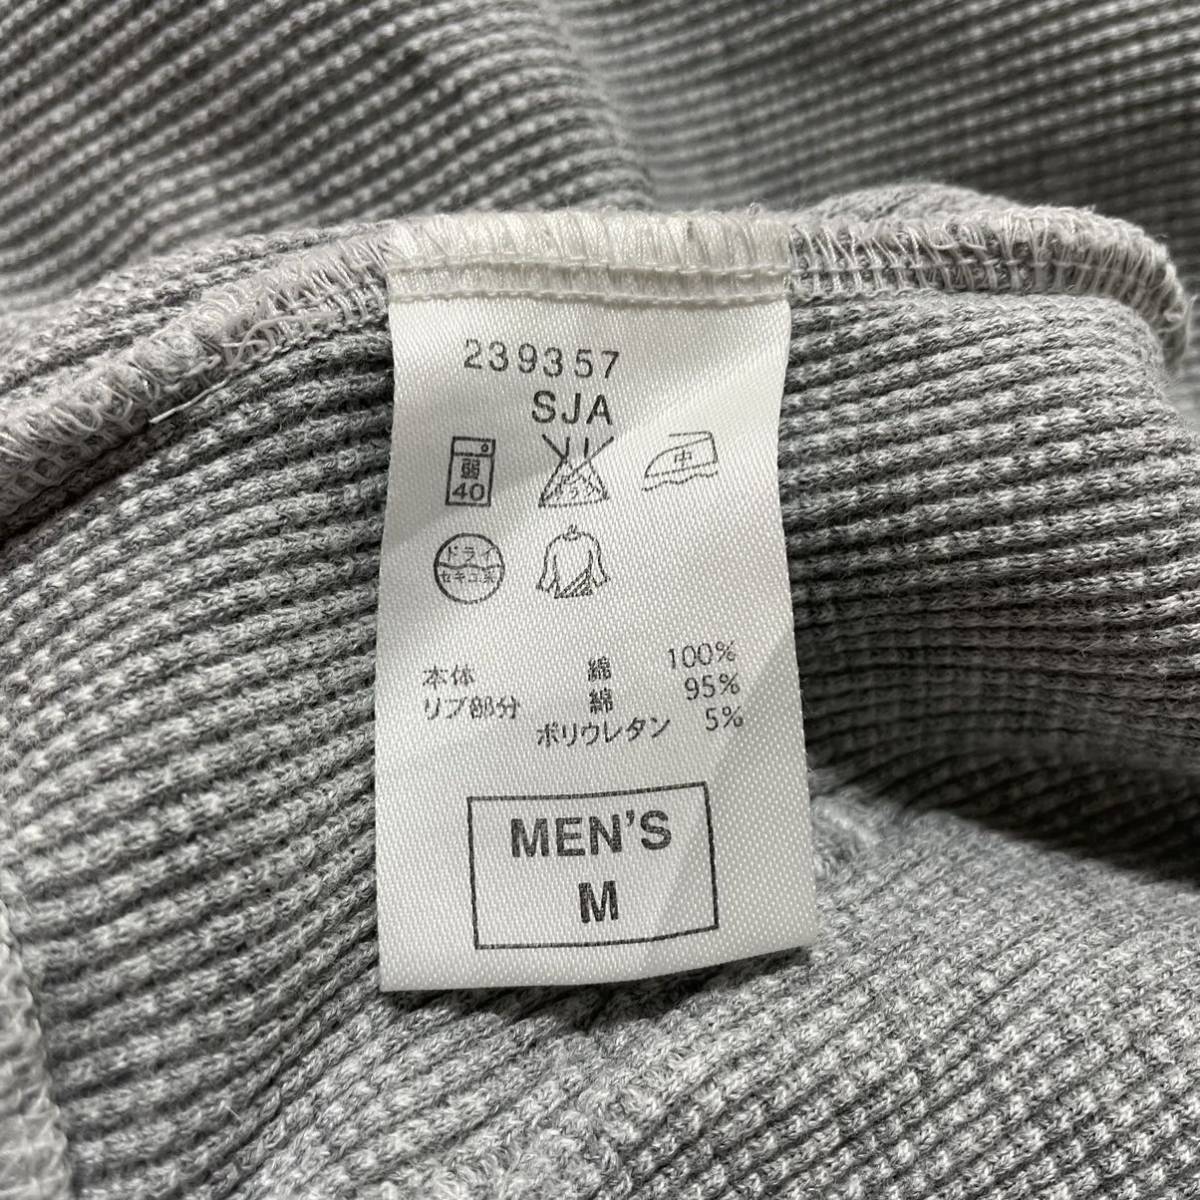 239357
SJA
弱
40
中
ドライ
セキユ系
本体 綿 100%
リブ部分 綿 95%
ポリウレタン 5%
MEN'S
M